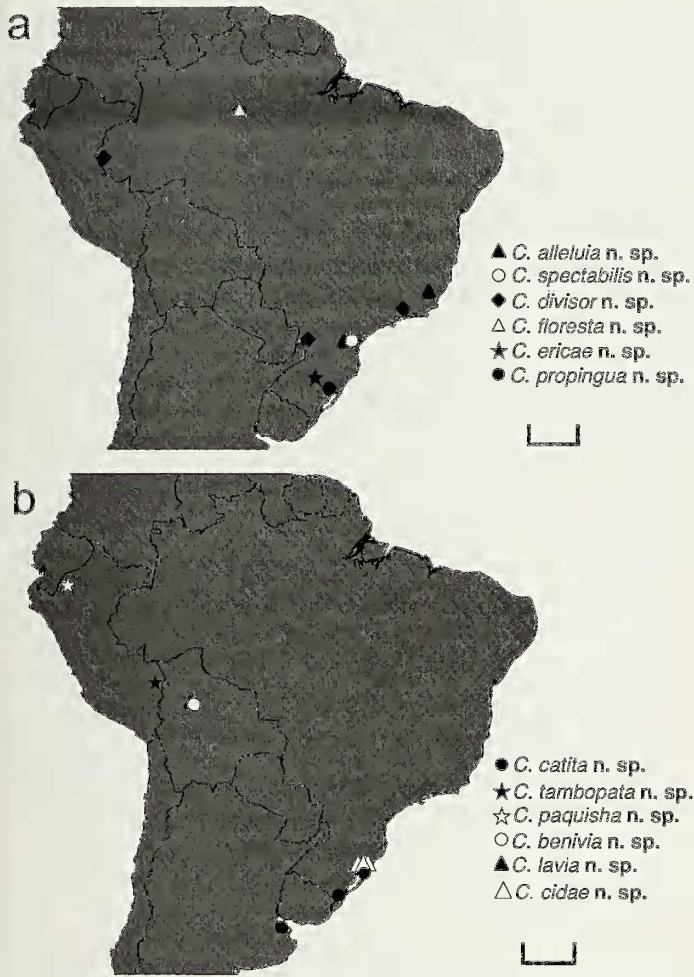 a
▲ C. alleluia n. sp.
○ C. spectabilis n. sp.
◆ C. divisor n. sp.
△ C. floresta n. sp.
★ C. ericae n. sp.
● C. propingua n. sp.
b
● C. catita n. sp.
★ C. tambopata n. sp.
☆ C. paquisha n. sp.
○ C. benivia n. sp.
▲ C. lavia n. sp.
△ C. cidae n. sp.